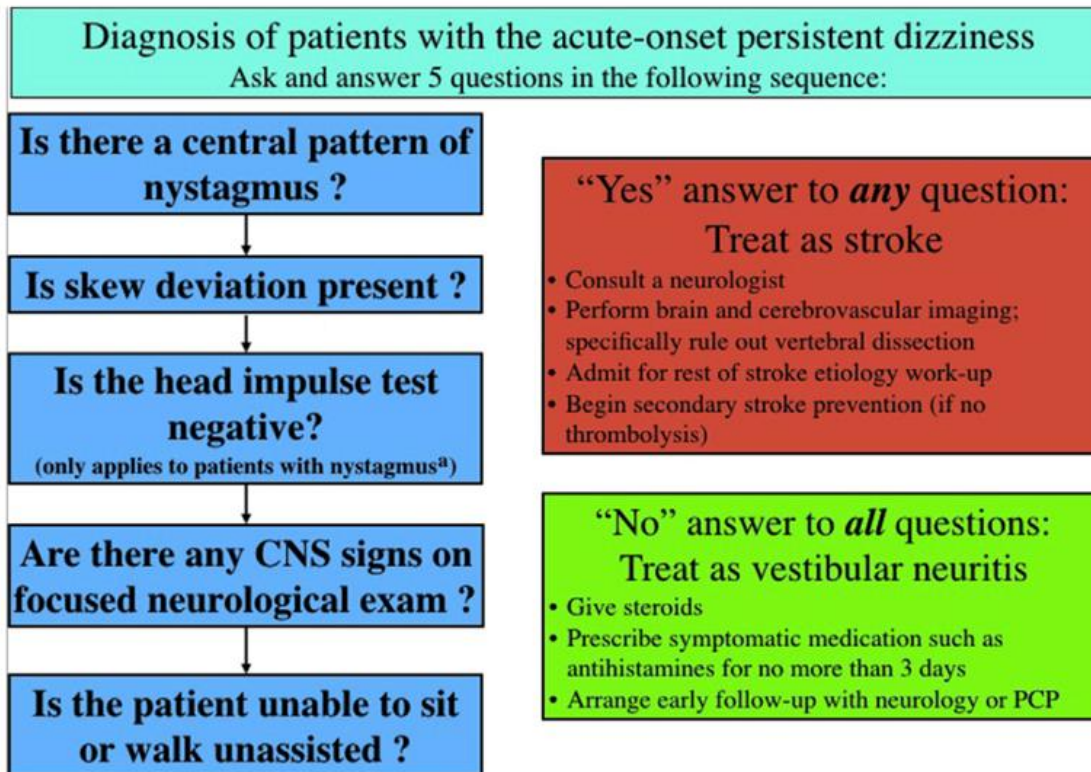 Diagnosis of patients with the acute-onset persistent dizziness
Ask and answer 5 questions in the following sequence:
Is there a central pattern of
nystagmus ?
Is skew deviation present ?
Is the head impulse test
negative?
(only applies to patients with nystagmusᵃ)
Are there any CNS signs on
focused neurological exam ?
Is the patient unable to sit
or walk unassisted ?
“Yes” answer to any question:
Treat as stroke
• Consult a neurologist
• Perform brain and cerebrovascular imaging;
specifically rule out vertebral dissection
• Admit for rest of stroke etiology work-up
• Begin secondary stroke prevention (if no
thrombolysis)
“No” answer to all questions:
Treat as vestibular neuritis
• Give steroids
• Prescribe symptomatic medication such as
antihistamines for no more than 3 days
• Arrange early follow-up with neurology or PCP